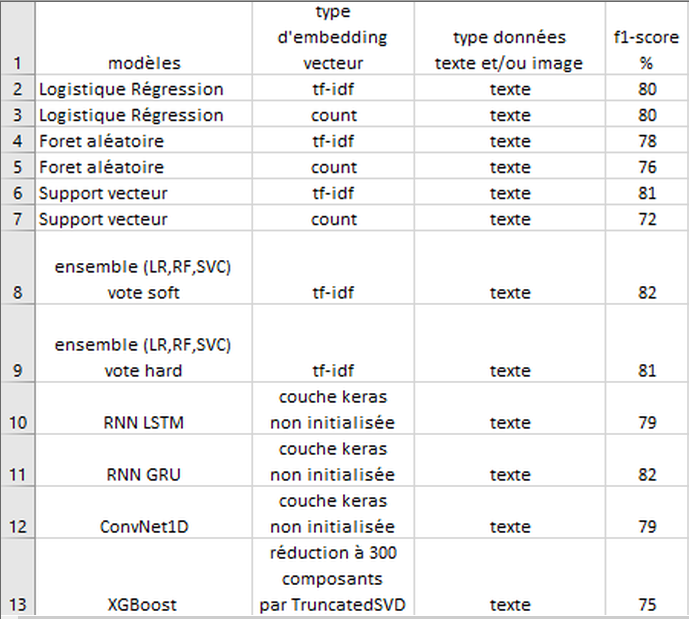 1 modèles type d'embedding vecteur type données texte et/ou image f1-score %
2 Logistique Régression tf-idf texte 80
3 Logistique Régression count texte 80
4 Foret aléatoire tf-idf texte 78
5 Foret aléatoire count texte 76
6 Support vecteur tf-idf texte 81
7 Support vecteur count texte 72
8 ensemble (LR,RF,SVC) vote soft tf-idf texte 82
9 ensemble (LR,RF,SVC) vote hard tf-idf texte 81
10 RNN LSTM couche keras non initialisée texte 79
11 RNN GRU couche keras non initialisée texte 82
12 ConvNet1D couche keras non initialisée texte 79
13 XGBoost réduction à 300 composants par TruncatedSVD texte 75